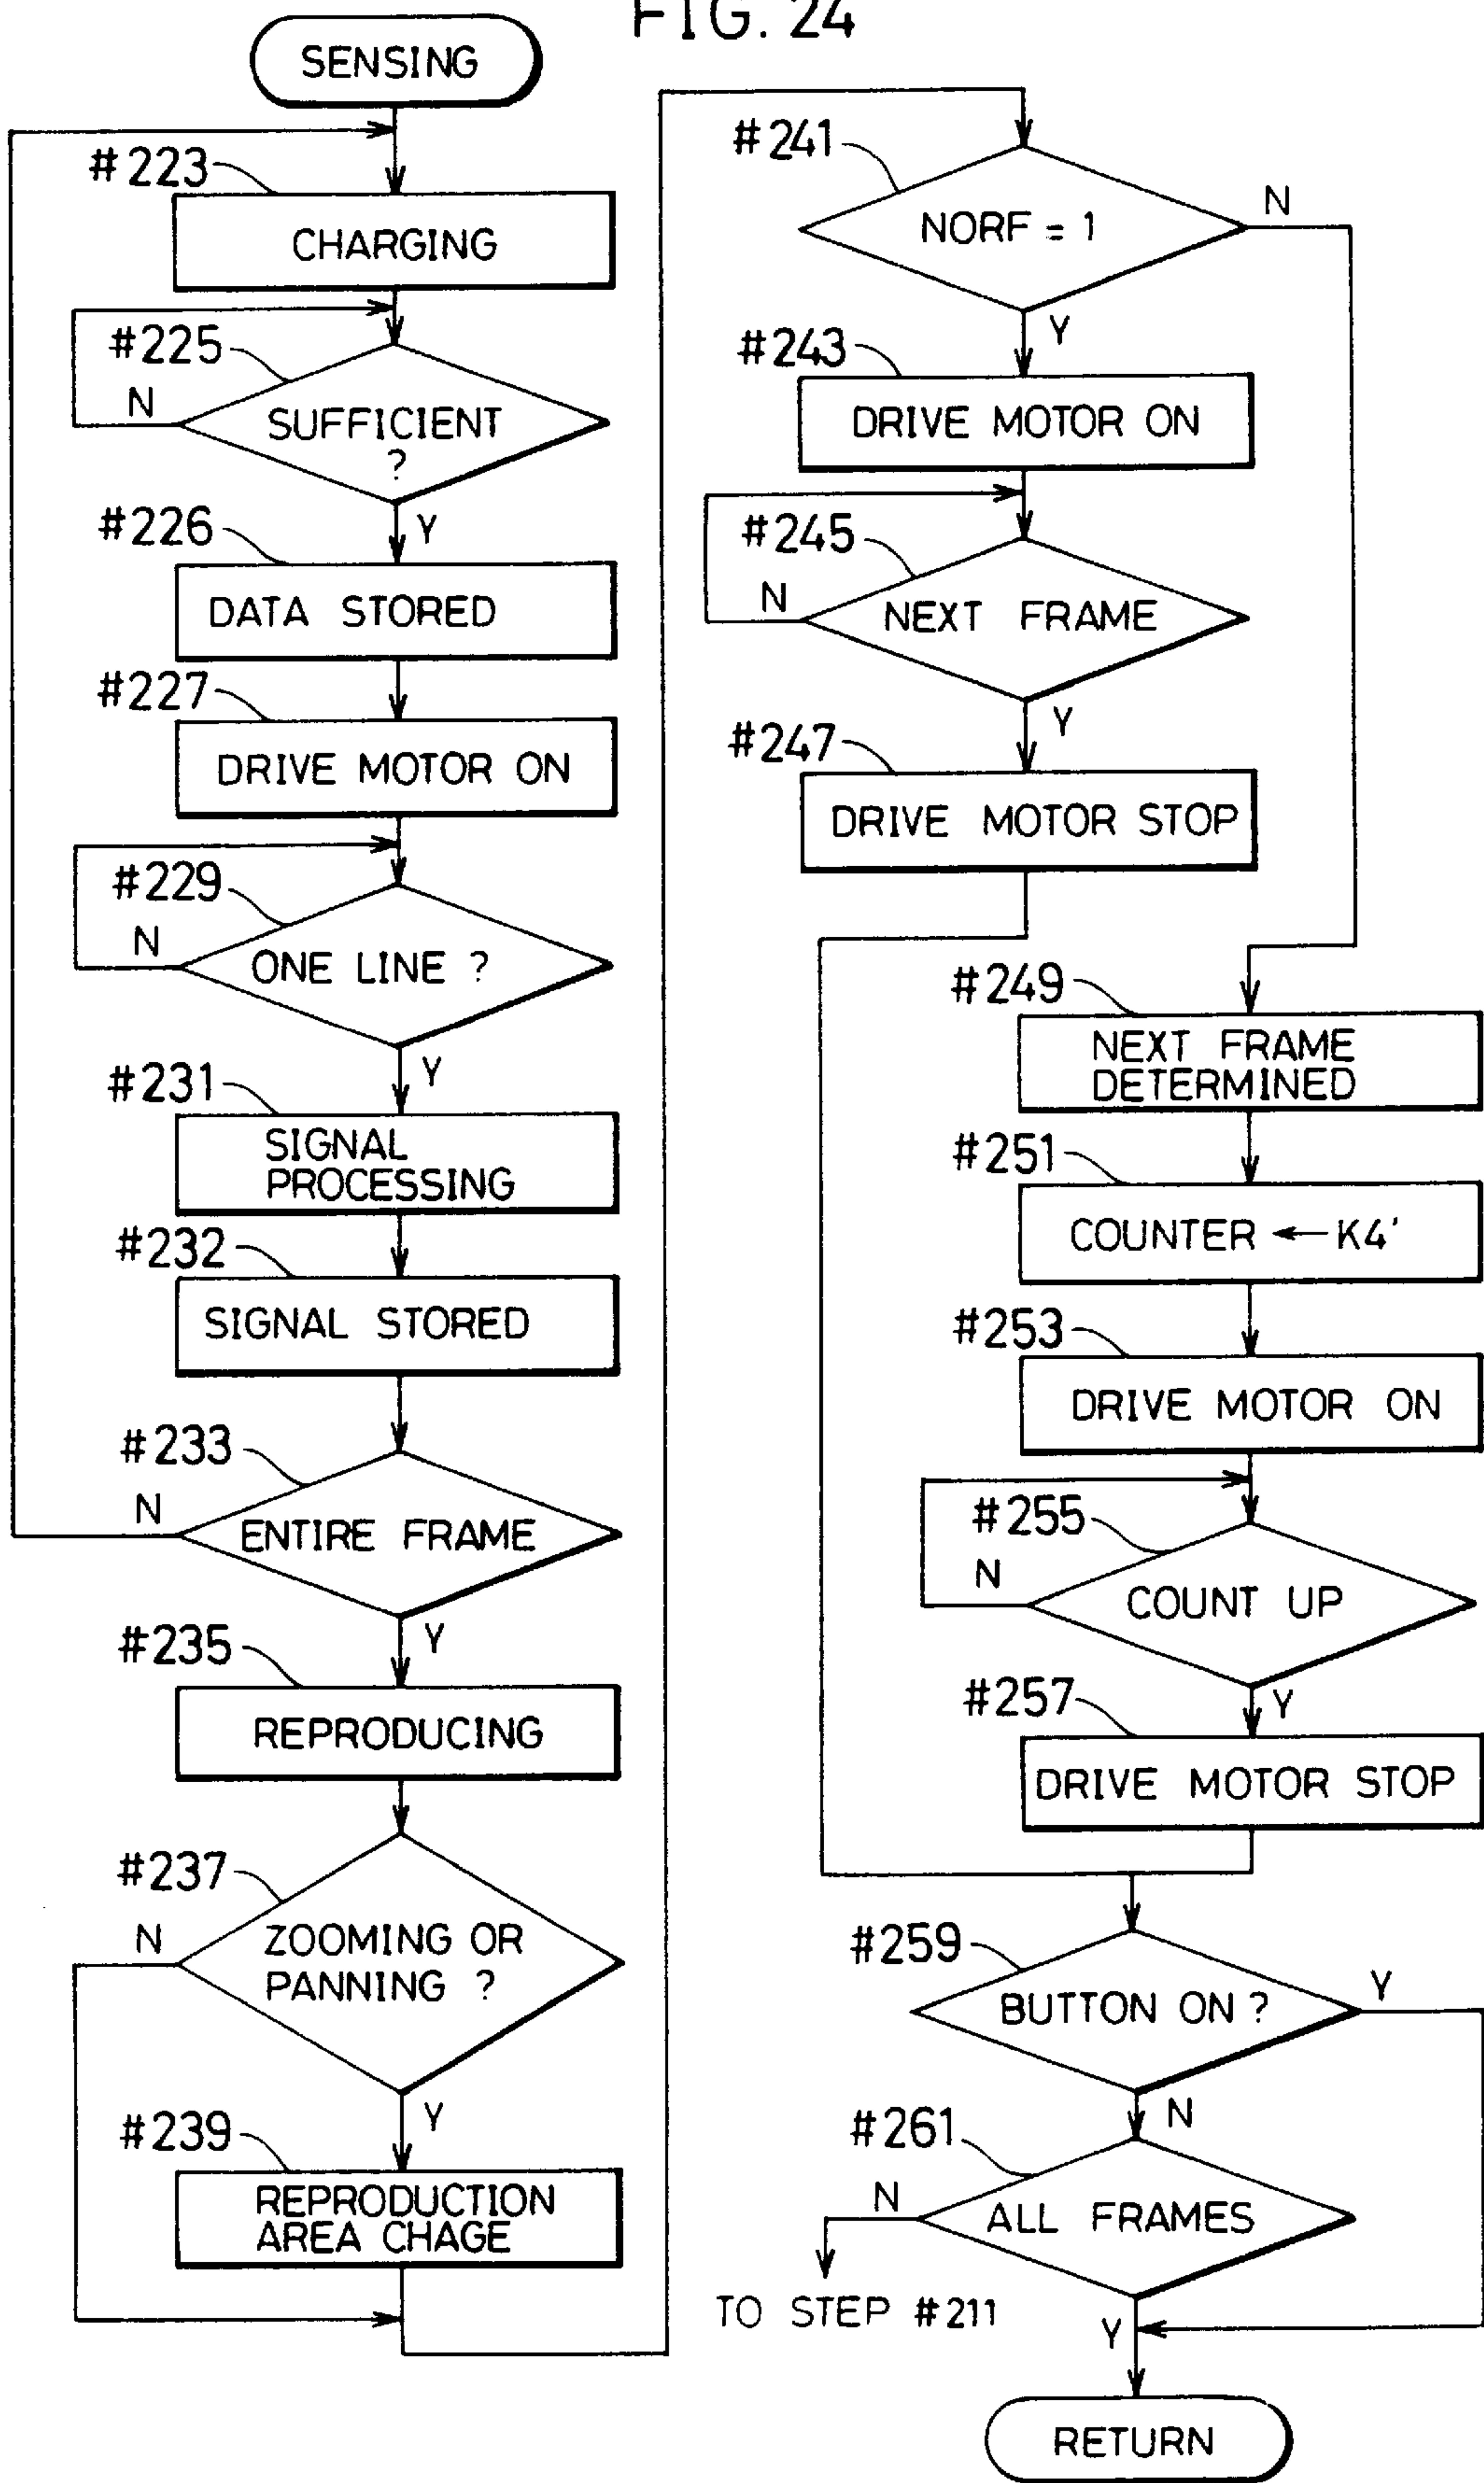 FIG. 24
SENSING
#223
CHARGING
#225
N
SUFFICIENT
?
Y
#226
DATA STORED
#227
DRIVE MOTOR ON
#229
N
ONE LINE ?
Y
#231
SIGNAL
PROCESSING
#232
SIGNAL STORED
#233
N
ENTIRE FRAME
Y
#235
REPRODUCING
#237
N
ZOOMING OR
PANNING ?
Y
#239
REPRODUCTION
AREA CHAGE
#241
N
NORF = 1
Y
#243
DRIVE MOTOR ON
#245
N
NEXT FRAME
Y
#247
DRIVE MOTOR STOP
#249
NEXT FRAME
DETERMINED
#251
COUNTER ← K4'
#253
DRIVE MOTOR ON
#255
N
COUNT UP
Y
#257
DRIVE MOTOR STOP
#259
BUTTON ON ?
Y
N
#261
N
ALL FRAMES
TO STEP #211
Y
RETURN